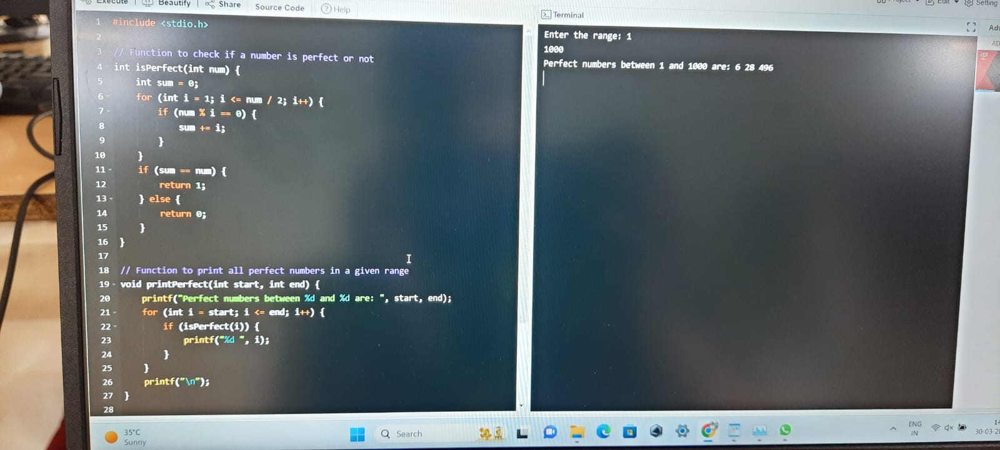 Execute | Beautify | Share Source Code Help
1 #include <stdio.h>
2
3 // Function to check if a number is perfect or not
4 int isPerfect(int num) {
5 int sum = 0;
6 for (int i = 1; i <= num / 2; i++) {
7 if (num % i == 0) {
8 sum += i;
9 }
10 }
11 if (sum == num) {
12 return 1;
13 } else {
14 return 0;
15 }
16 }
17
18 // Function to print all perfect numbers in a given range
19 void printPerfect(int start, int end) {
20 printf("Perfect numbers between %d and %d are: ", start, end);
21 for (int i = start; i <= end; i++) {
22 if (isPerfect(i)) {
23 printf("%d ", i);
24 }
25 }
26 printf("\n");
27 }
28
Project Edit Setting
Terminal
Enter the range: 1
1000
Perfect numbers between 1 and 1000 are: 6 28 496
35°C
Sunny
Search
ENG
IN